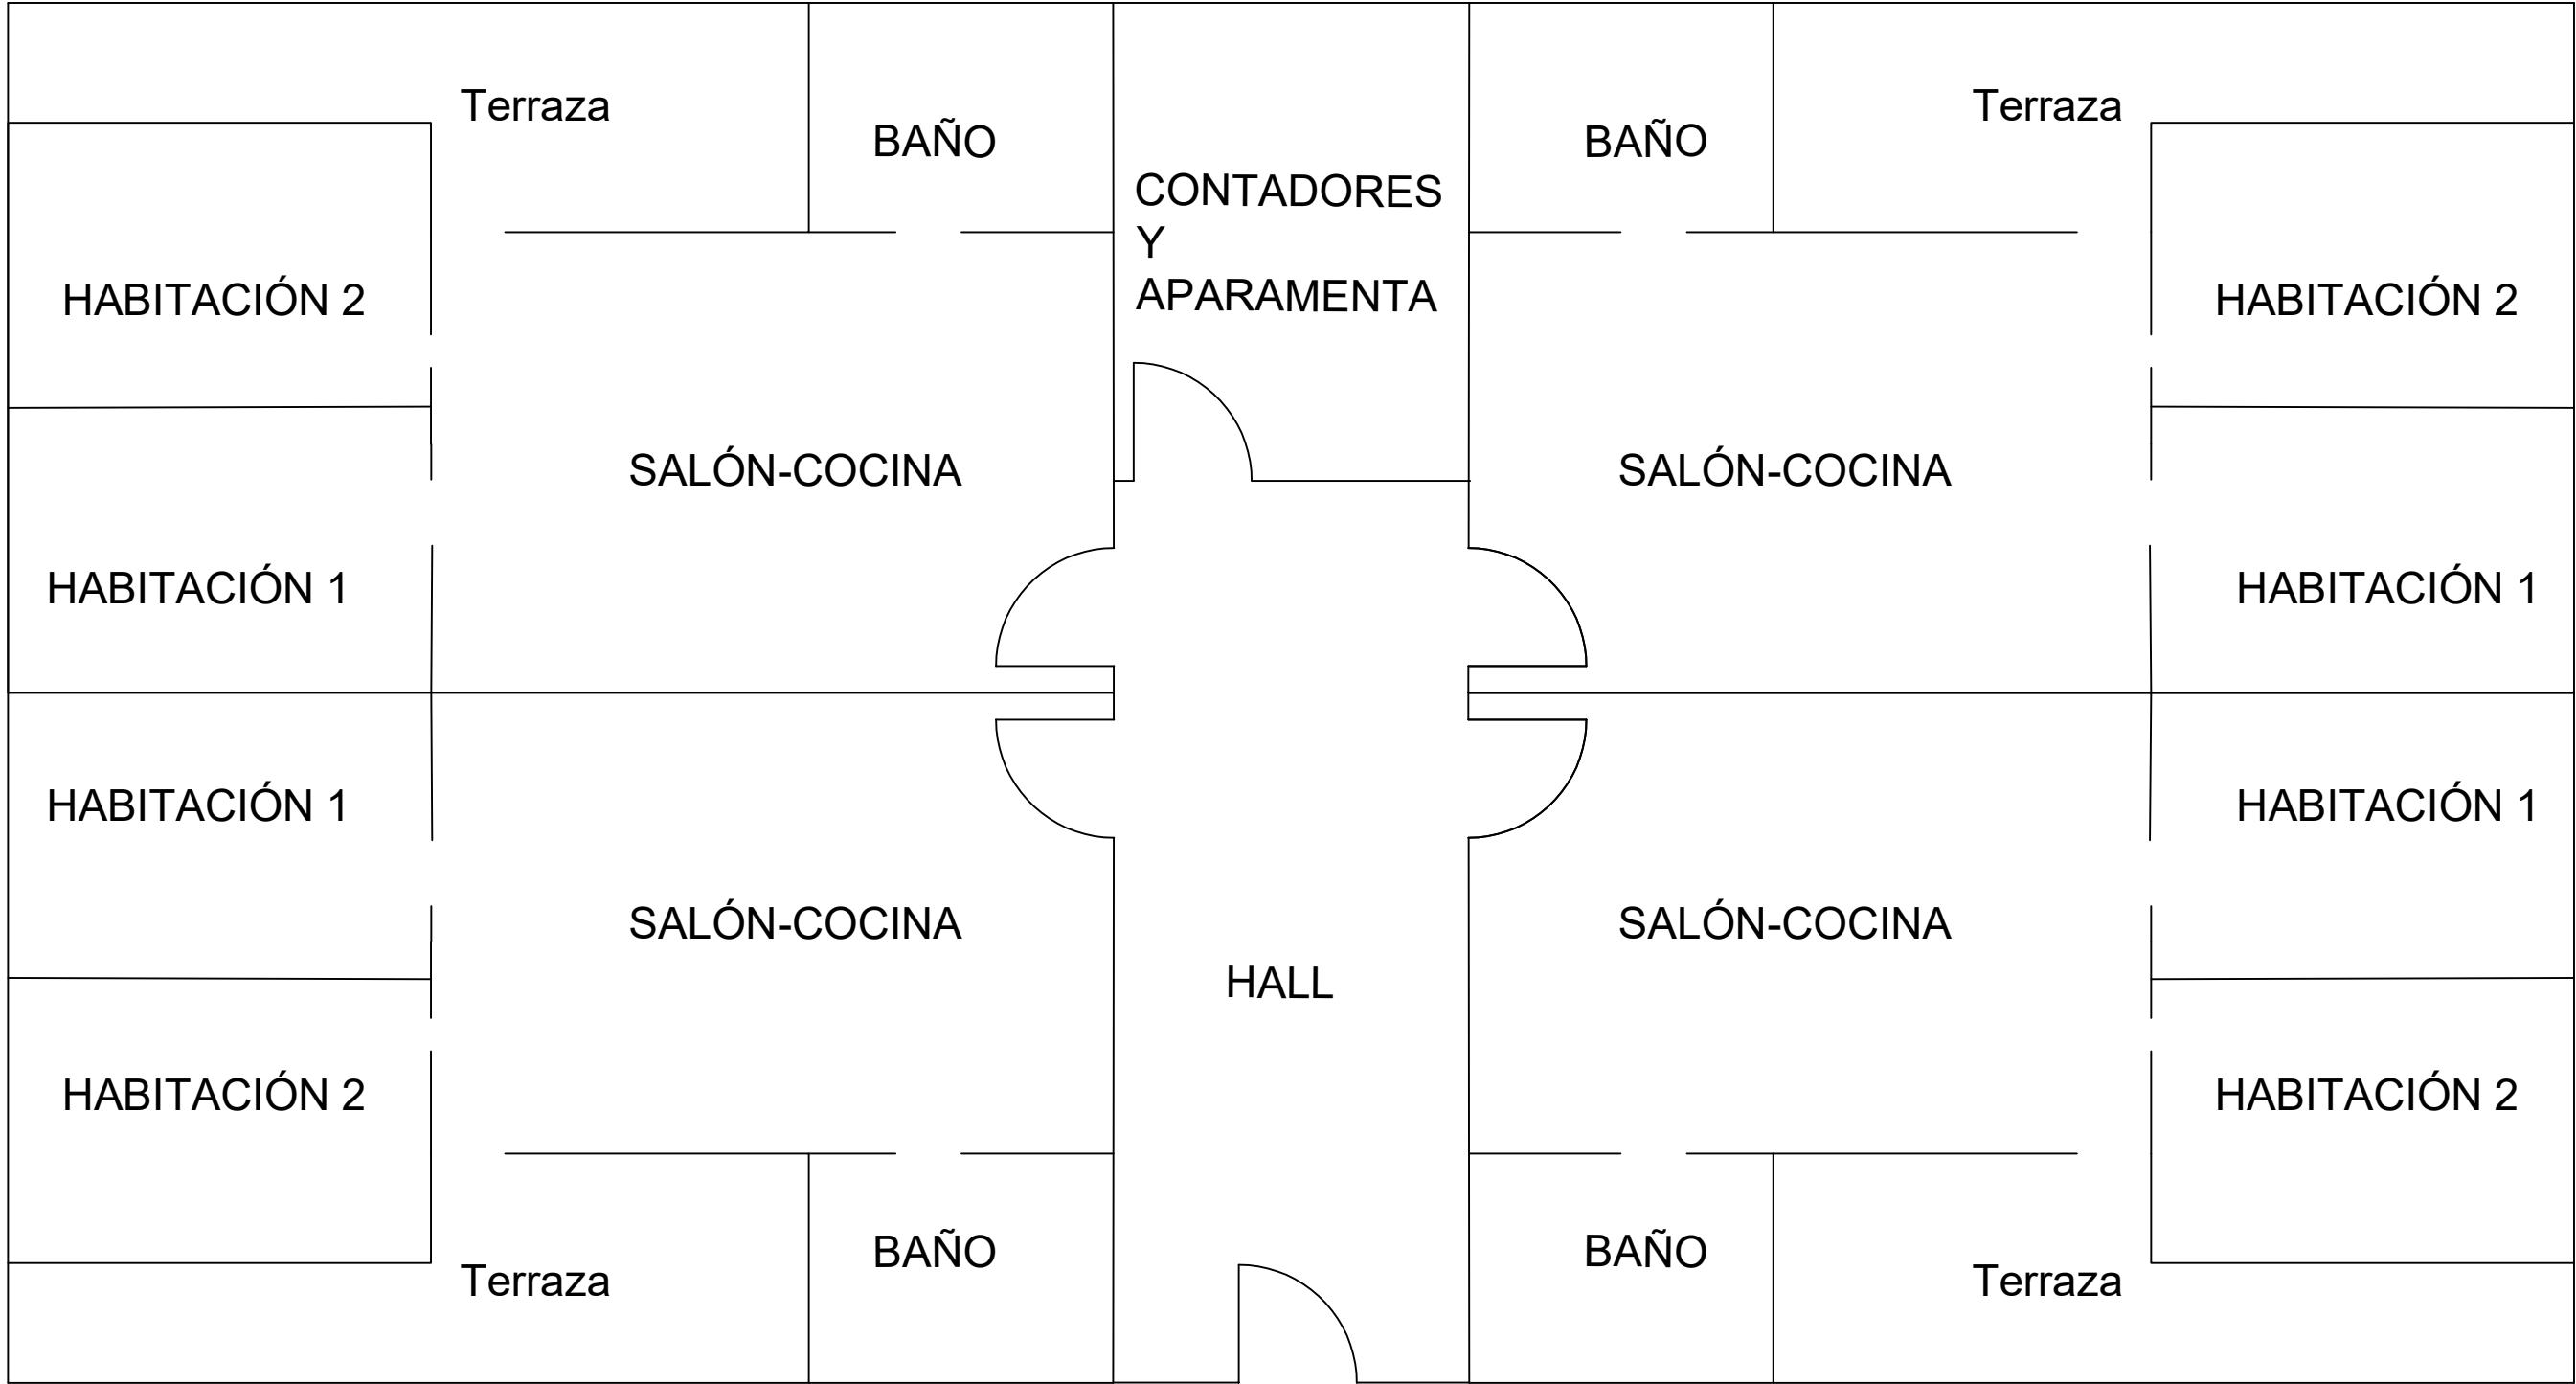 Terraza
Terraza
BAÑO
BAÑO
CONTADORES
Y
APARAMENTA
HABITACIÓN 2
HABITACIÓN 2
SALÓN-COCINA
SALÓN-COCINA
HABITACIÓN 1
HABITACIÓN 1
HABITACIÓN 1
HABITACIÓN 1
SALÓN-COCINA
SALÓN-COCINA
HALL
HABITACIÓN 2
HABITACIÓN 2
BAÑO
BAÑO
Terraza
Terraza